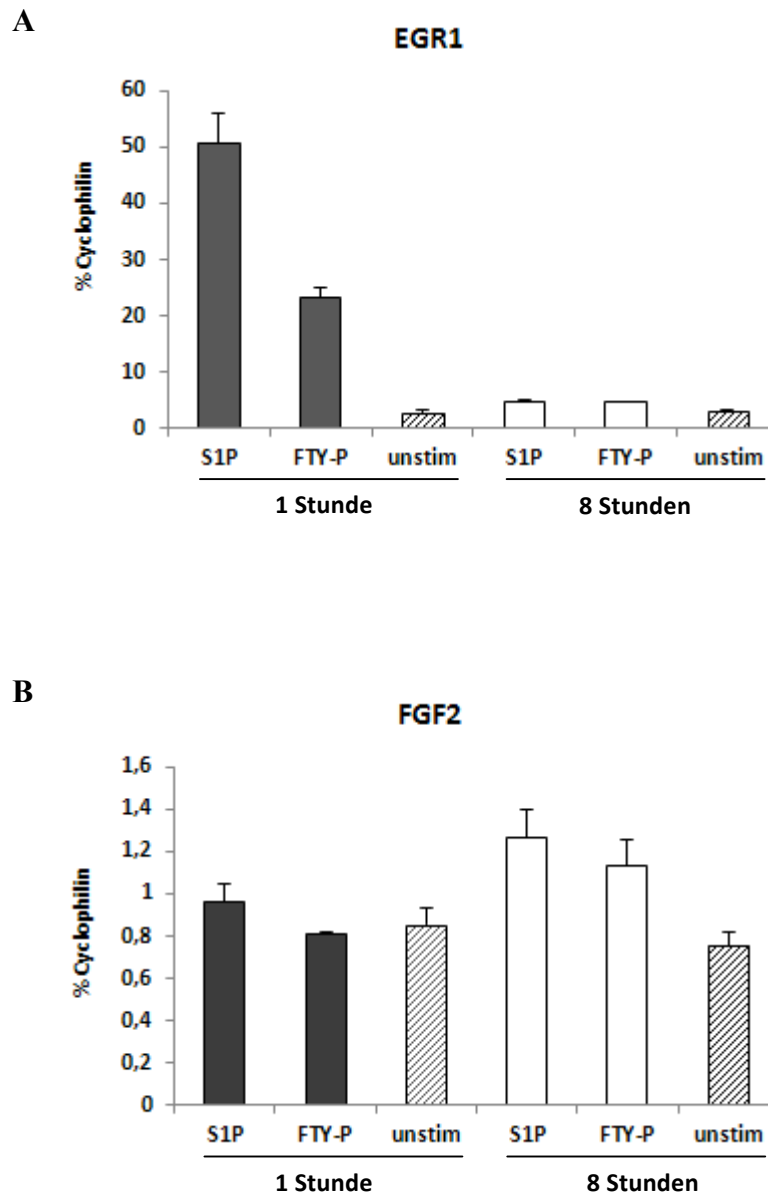 A
EGR1
% Cyclophilin
60
50
40
30
20
10
0
S1P FTY-P unstim S1P FTY-P unstim
1 Stunde 8 Stunden
B
FGF2
% Cyclophilin
1,6
1,4
1,2
1
0,8
0,6
0,4
0,2
0
S1P FTY-P unstim S1P FTY-P unstim
1 Stunde 8 Stunden